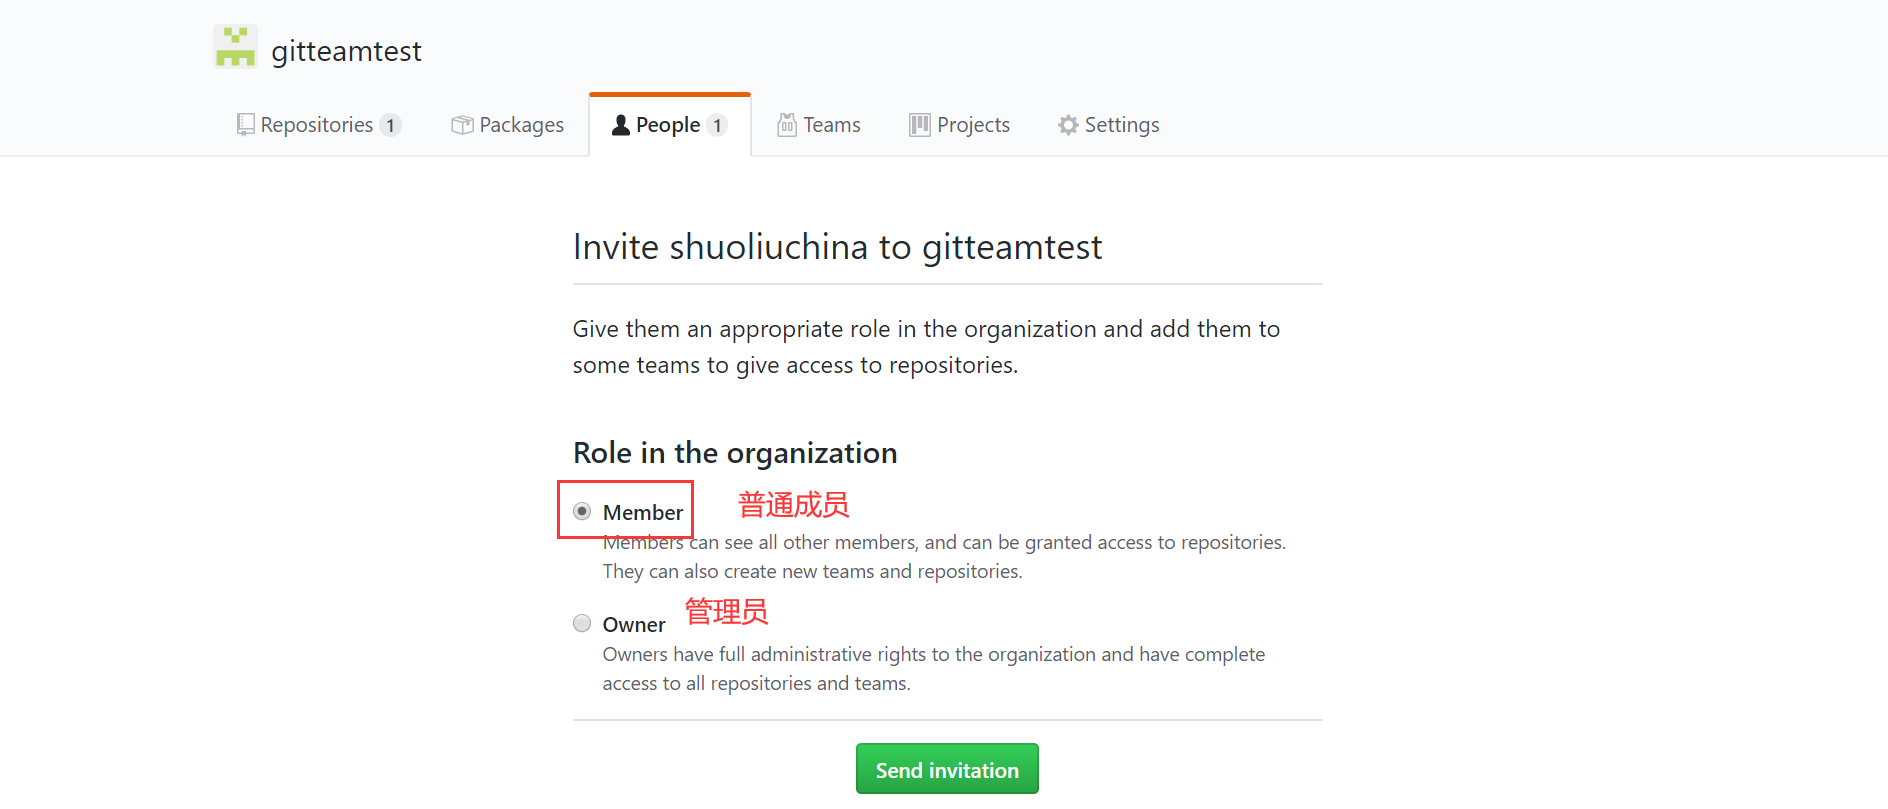 gitteamtest
Repositories 1 Packages People 1 Teams Projects Settings
Invite shuoliuchina to gitteamtest
Give them an appropriate role in the organization and add them to
some teams to give access to repositories.
Role in the organization
Member 普通成员
Members can see all other members, and can be granted access to repositories.
They can also create new teams and repositories.
Owner 管理员
Owners have full administrative rights to the organization and have complete
access to all repositories and teams.
Send invitation